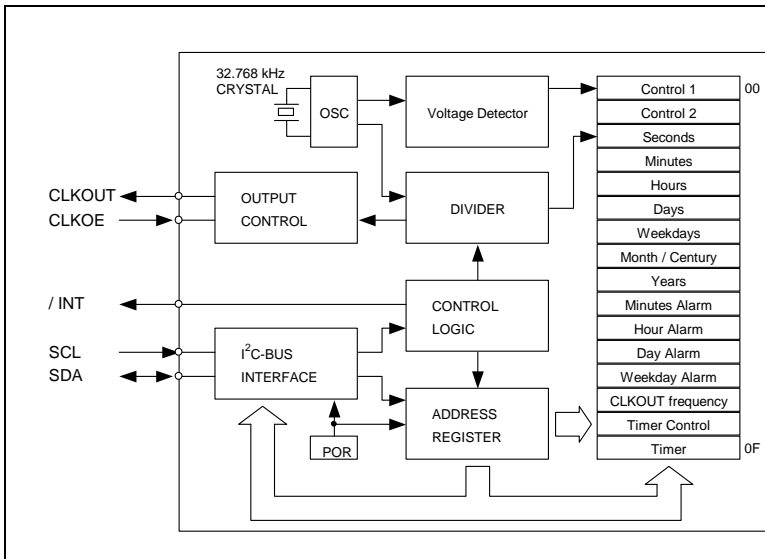 32.768 kHz
CRYSTAL
OSC
Voltage Detector
Control 1
00
Control 2
Seconds
Minutes
Hours
Days
Weekdays
Month / Century
Years
Minutes Alarm
Hour Alarm
Day Alarm
Weekday Alarm
CLKOUT frequency
Timer Control
Timer
0F
CLKOUT
CLKOE
OUTPUT
CONTROL
DIVIDER
/ INT
CONTROL
LOGIC
SCL
SDA
I²C-BUS
INTERFACE
ADDRESS
REGISTER
POR